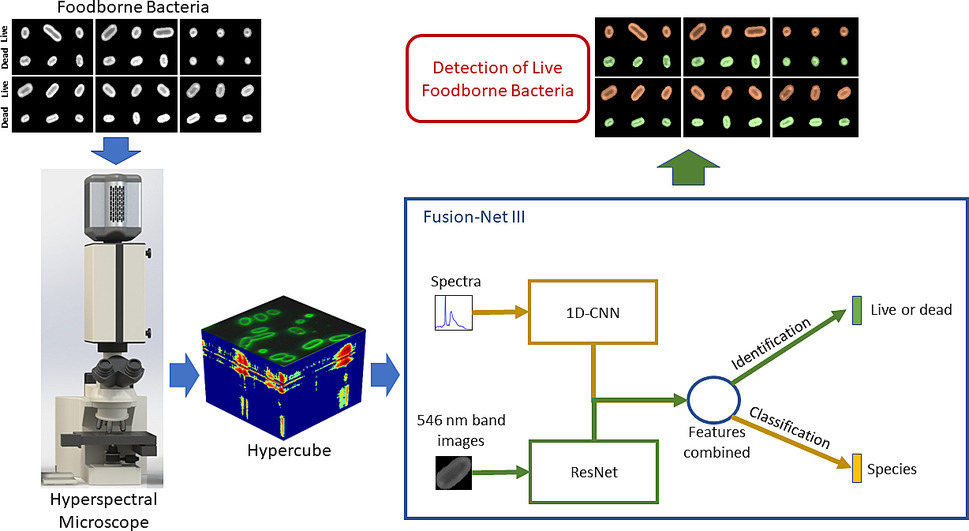 Foodborne Bacteria
Live
Dead
Live
Dead
Hyperspectral
Microscope
Hypercube
Detection of Live
Foodborne Bacteria
Fusion-Net III
Spectra
1D-CNN
546 nm band
images
ResNet
Features
combined
Identification
Live or dead
Classification
Species